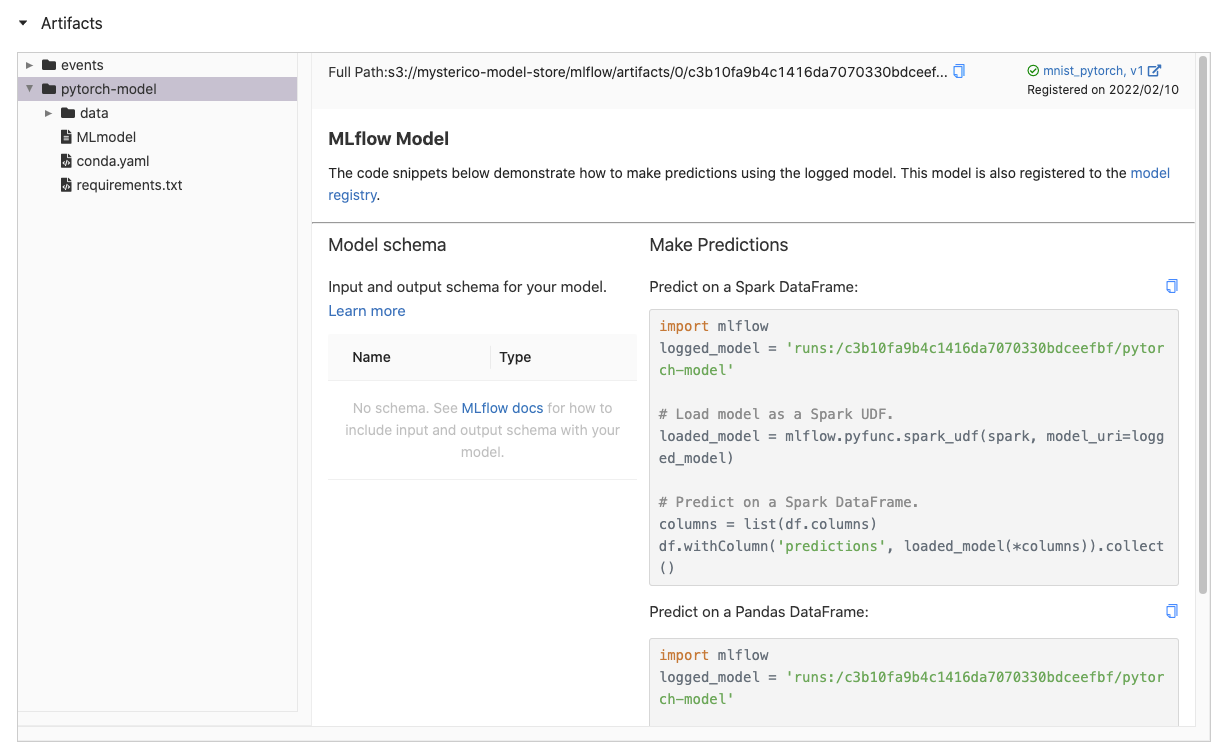 Artifacts
events
pytorch-model
data
MLmodel
conda.yaml
requirements.txt
Full Path:s3://mysterico-model-store/mlflow/artifacts/0/c3b10fa9b4c1416da7070330bdceef...
mnist_pytorch, v1
Registered on 2022/02/10
MLflow Model
The code snippets below demonstrate how to make predictions using the logged model. This model is also registered to the model
registry.
Model schema
Input and output schema for your model.
Learn more
Name Type
No schema. See MLflow docs for how to
include input and output schema with your
model.
Make Predictions
Predict on a Spark DataFrame:
import mlflow
logged_model = 'runs:/c3b10fa9b4c1416da7070330bdceefbf/pytor
ch-model'
# Load model as a Spark UDF.
loaded_model = mlflow.pyfunc.spark_udf(spark, model_uri=logg
ed_model)
# Predict on a Spark DataFrame.
columns = list(df.columns)
df.withColumn('predictions', loaded_model(*columns)).collect
()
Predict on a Pandas DataFrame:
import mlflow
logged_model = 'runs:/c3b10fa9b4c1416da7070330bdceefbf/pytor
ch-model'